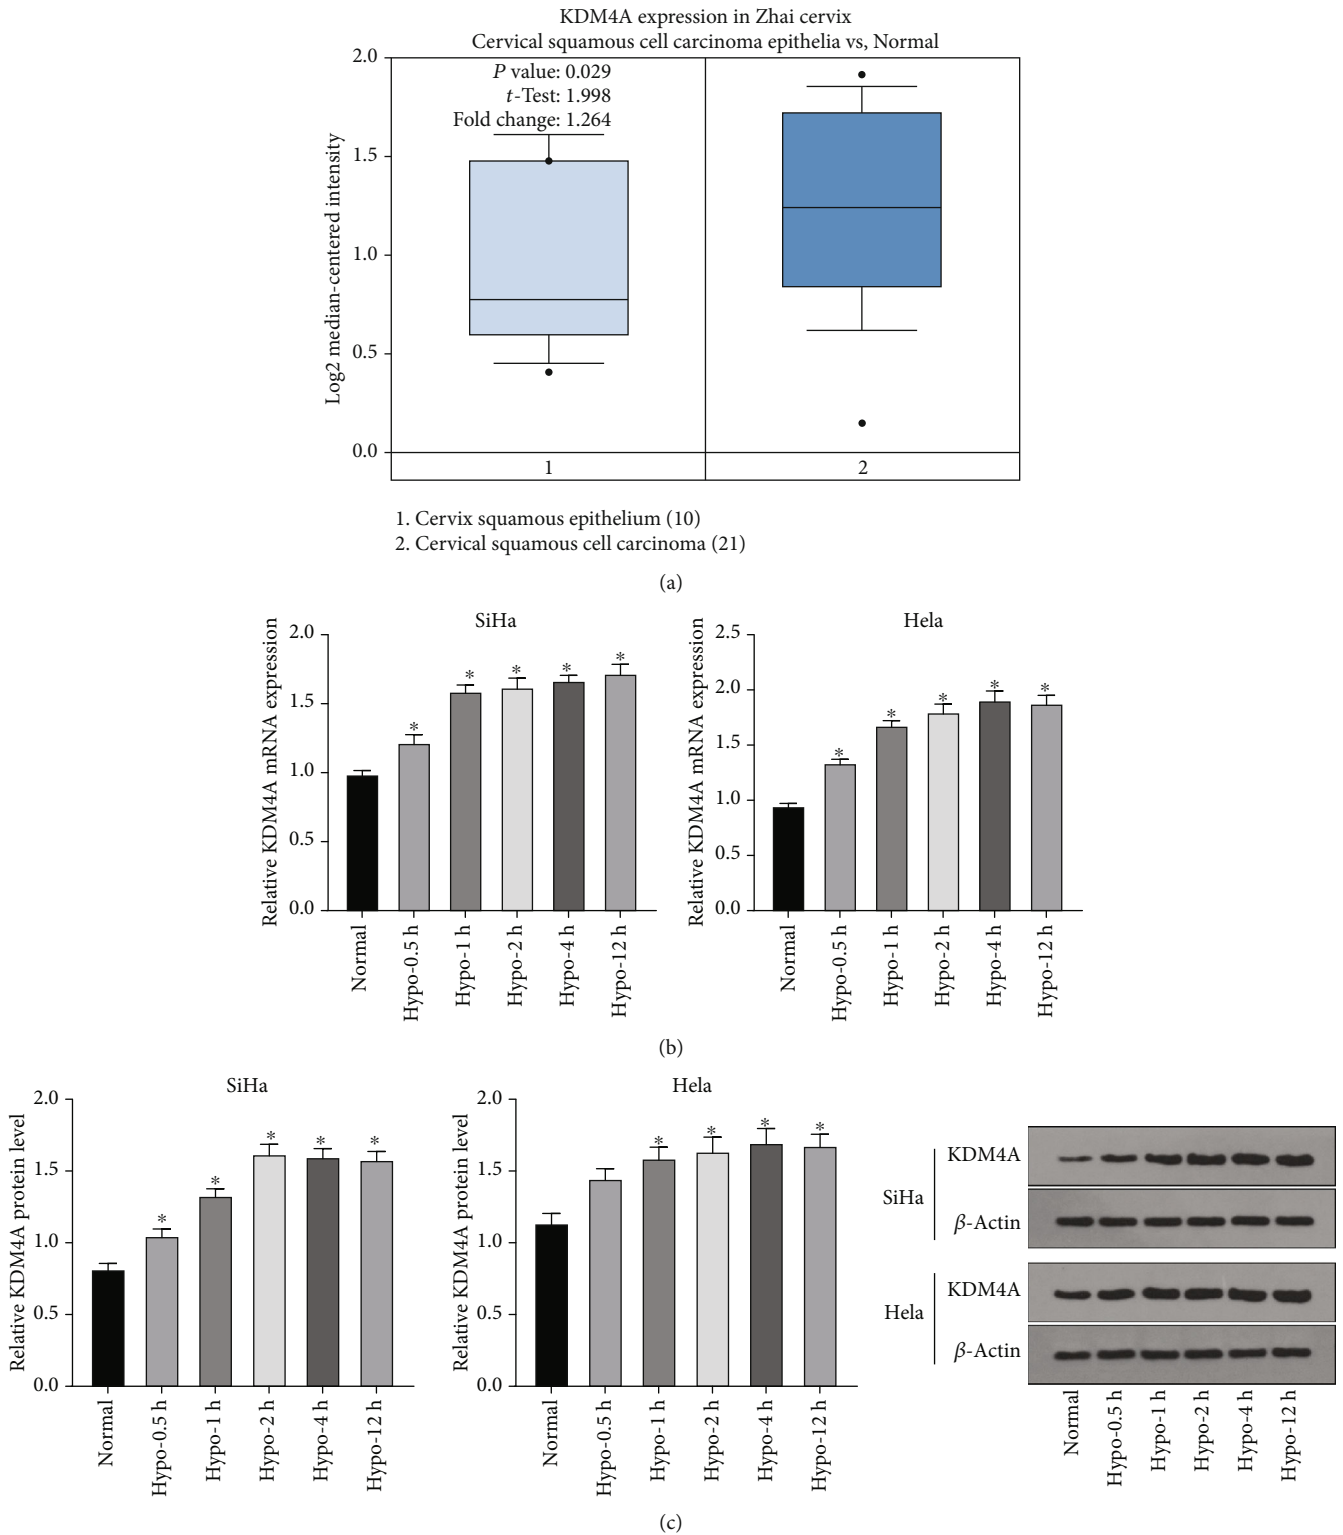 KDM4A expression in Zhai cervix
Cervical squamous cell carcinoma epithelia vs, Normal
P value: 0.029
t-Test: 1.998
Fold change: 1.264
Log2 median-centered intensity
2.0
1.5
1.0
0.5
0.0
1
2
1. Cervix squamous epithelium (10)
2. Cervical squamous cell carcinoma (21)
(a)
SiHa
Relative KDM4A mRNA expression
2.0
1.5
1.0
0.5
0.0
* * * * *
Normal
Hypo-0.5 h
Hypo-1 h
Hypo-2 h
Hypo-4 h
Hypo-12 h
Hela
Relative KDM4A mRNA expression
2.5
2.0
1.5
1.0
0.5
0.0
* * * * *
Normal
Hypo-0.5 h
Hypo-1 h
Hypo-2 h
Hypo-4 h
Hypo-12 h
(b)
SiHa
Relative KDM4A protein level
2.0
1.5
1.0
0.5
0.0
* * * * *
Normal
Hypo-0.5 h
Hypo-1 h
Hypo-2 h
Hypo-4 h
Hypo-12 h
Hela
Relative KDM4A protein level
2.0
1.5
1.0
0.5
0.0
* * * *
Normal
Hypo-0.5 h
Hypo-1 h
Hypo-2 h
Hypo-4 h
Hypo-12 h
SiHa
KDM4A
β-Actin
Hela
KDM4A
β-Actin
Normal
Hypo-0.5 h
Hypo-1 h
Hypo-2 h
Hypo-4 h
Hypo-12 h
(c)